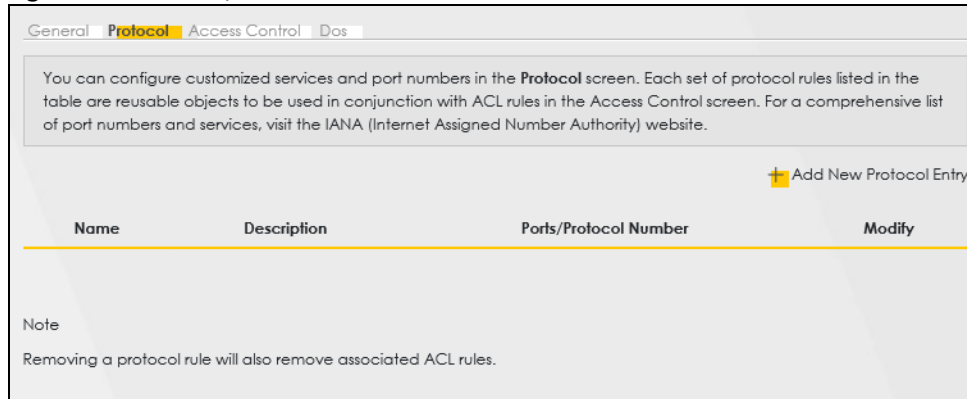 General Protocol Access Control Dos
You can configure customized services and port numbers in the Protocol screen. Each set of protocol rules listed in the
table are reusable objects to be used in conjunction with ACL rules in the Access Control screen. For a comprehensive list
of port numbers and services, visit the IANA (Internet Assigned Number Authority) website.
+ Add New Protocol Entry
Name Description Ports/Protocol Number Modify
Note
Removing a protocol rule will also remove associated ACL rules.